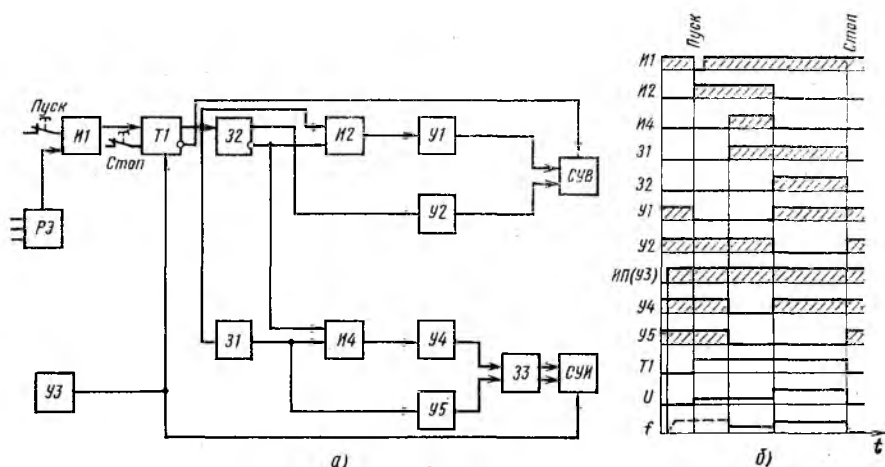 Пуск
И1
Т1
Стоп
РЭ
З2
И2
У1
У2
СУВ
З1
И4
У4
У5
З3
СУИ
У3
а)
Пуск
Стоп
И1
И2
И4
З1
З2
У1
У2
ИП(У3)
У4
У5
Т1
U
f
t
б)